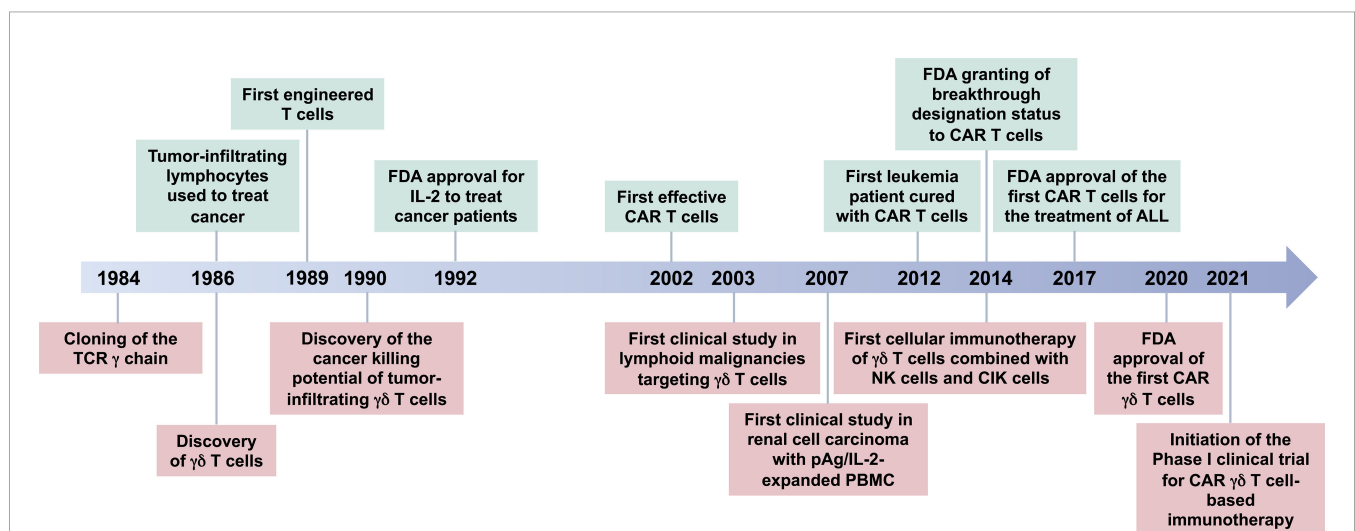 First engineered
T cells
Tumor-infiltrating
lymphocytes
used to treat
cancer
FDA approval for
IL-2 to treat
cancer patients
First effective
CAR T cells
First leukemia
patient cured
with CAR T cells
FDA granting of
breakthrough
designation status
to CAR T cells
FDA approval of the
first CAR T cells for
the treatment of ALL
1984 1986 1989 1990 1992 2002 2003 2007 2012 2014 2017 2020 2021
Cloning of the
TCR γ chain
Discovery
of γδ T cells
Discovery of the
cancer killing
potential of tumor-
infiltrating γδ T cells
First clinical study in
lymphoid malignancies
targeting γδ T cells
First clinical study in
renal cell carcinoma
with pAg/IL-2-
expanded PBMC
First cellular immunotherapy
of γδ T cells combined with
NK cells and CIK cells
FDA
approval of
the first CAR
γδ T cells
Initiation of the
Phase I clinical trial
for CAR γδ T cell-
based
immunotherapy